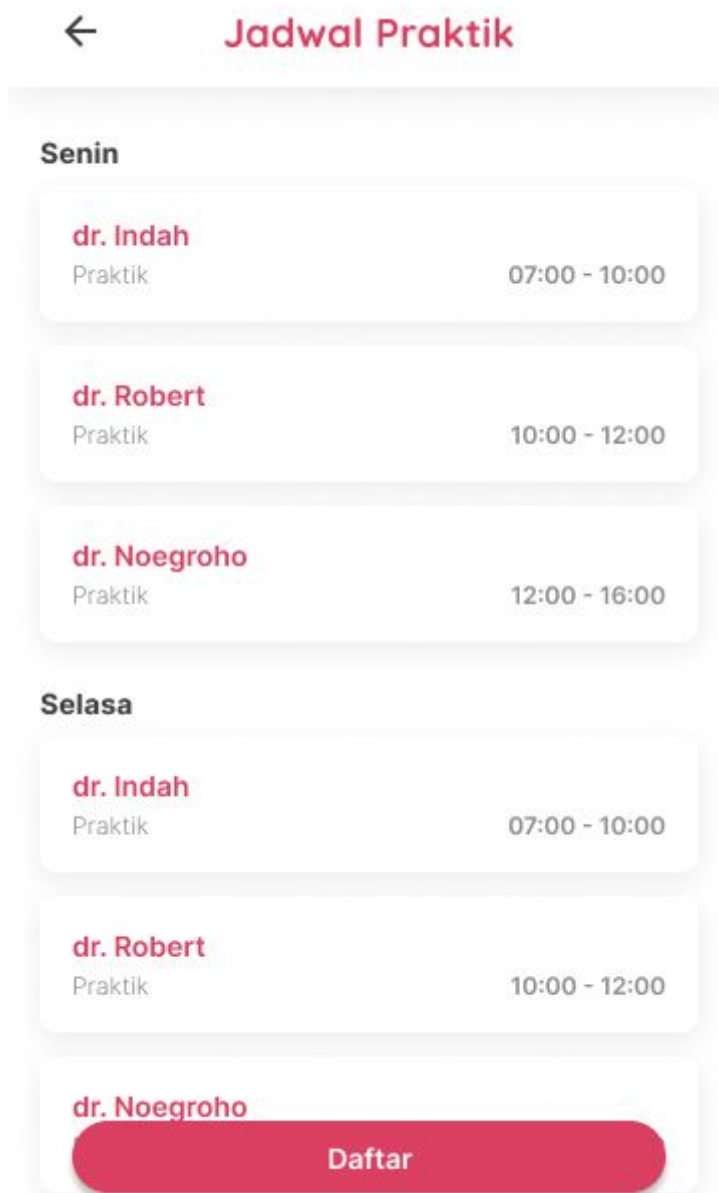 Jadwal Praktik
Senin
dr. Indah
Praktik 07:00 - 10:00
dr. Robert
Praktik 10:00 - 12:00
dr. Noegroho
Praktik 12:00 - 16:00
Selasa
dr. Indah
Praktik 07:00 - 10:00
dr. Robert
Praktik 10:00 - 12:00
dr. Noegroho
Daftar